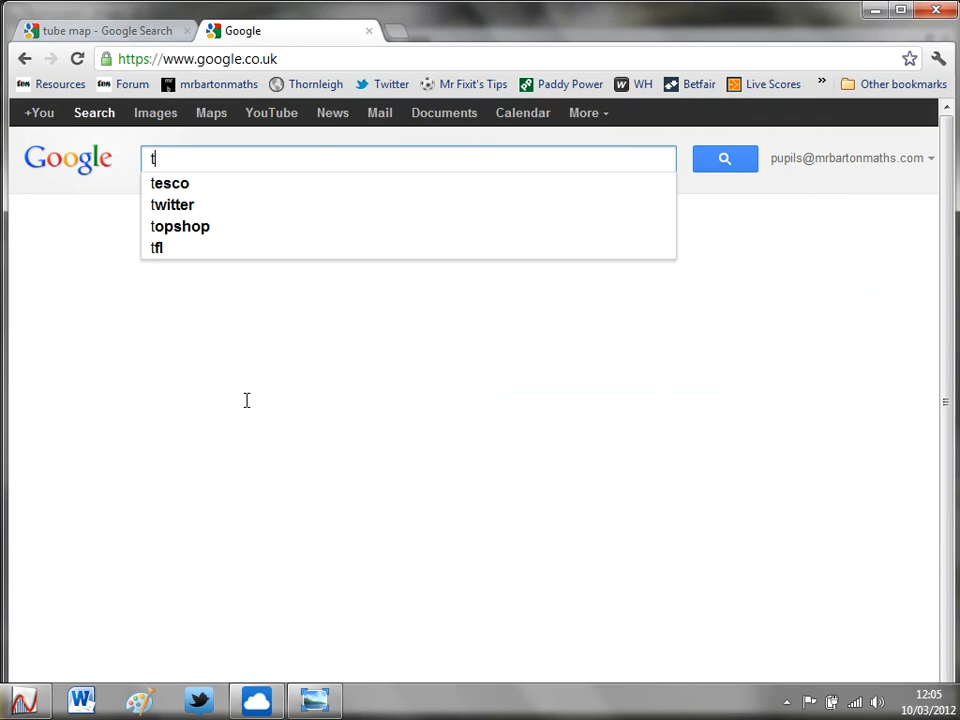 tube map - Google Search
Google
https://www.google.co.uk
tes Resources tes Forum mrbartonmaths Thornleigh Twitter Mr Fixit's Tips Paddy Power W WH Betfair Live Scores » Other bookmarks
+You Search Images Maps YouTube News Mail Documents Calendar More
Google t pupils@mrbartonmaths.com
tesco
twitter
topshop
tfl
W
12:05
10/03/2012